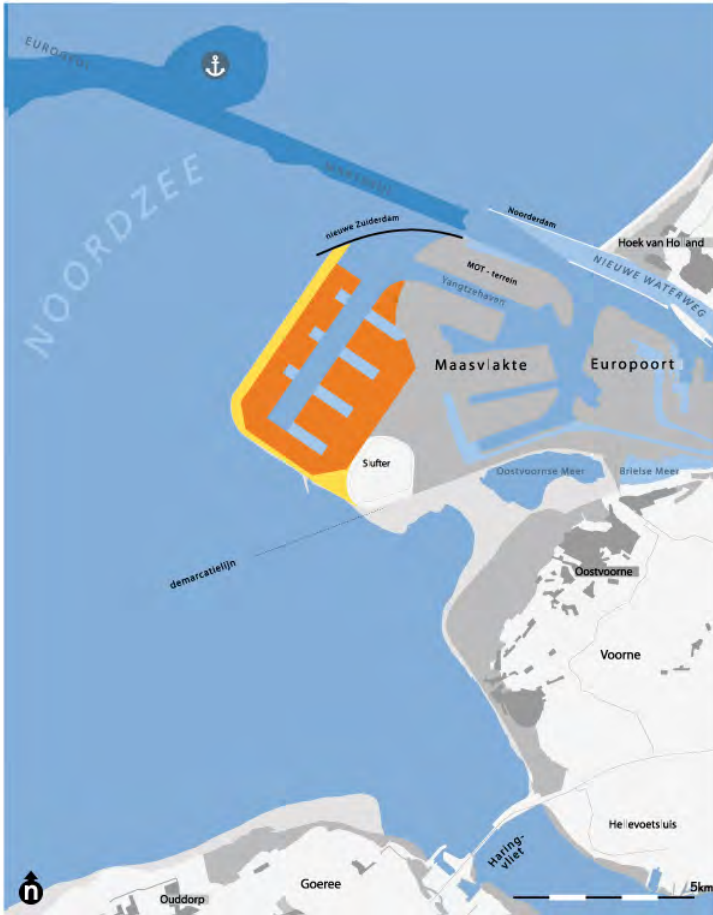 EUROGEUL
MAASGEUL
NOORDZEE
nieuwe Zuiderdam
Noorderdam
Hoek van Holland
NIEUWE WATERWEG
MOT - terrein
Yangtzehaven
Maasvlakte
Europoort
Slufter
Oostvoornse Meer
Brielse Meer
demarcatielijn
Oostvoorne
Voorne
Hellevoetsluis
Haring-
vliet
Goeree
Ouddorp
n
5km